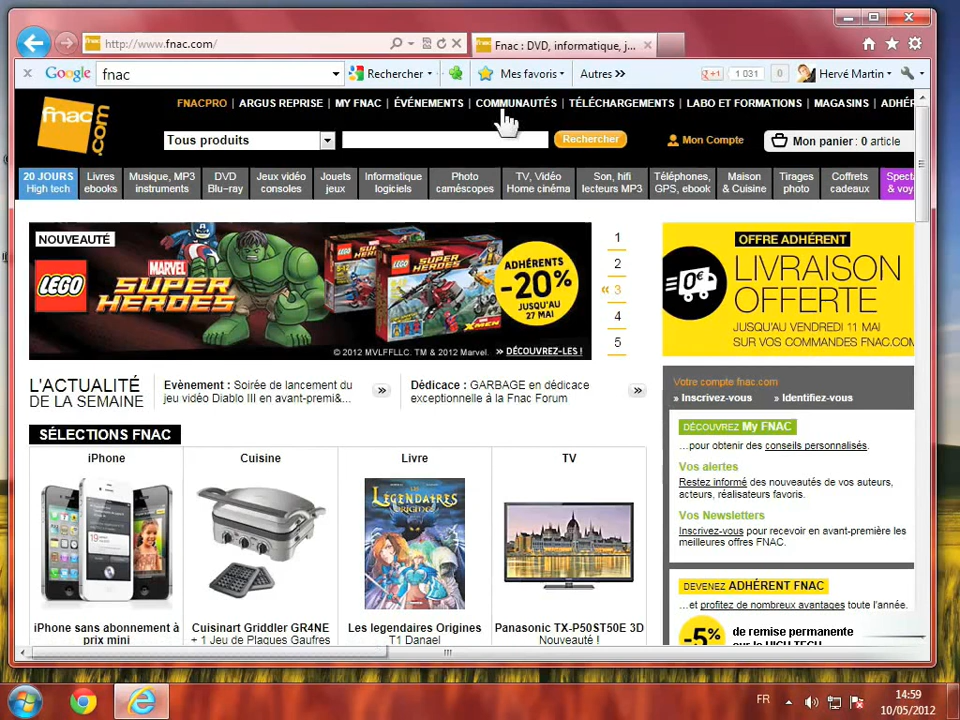 http://www.fnac.com/
Fnac : DVD, informatique, j...
Google
fnac
Rechercher
Mes favoris
Autres »
+1
1 031
0
Hervé Martin
fnac.com
FNACPRO | ARGUS REPRISE | MY FNAC | ÉVÉNEMENTS | COMMUNAUTÉS | TÉLÉCHARGEMENTS | LABO ET FORMATIONS | MAGASINS | ADHÉR
Tous produits
Rechercher
Mon Compte
Mon panier : 0 article
20 JOURS
High tech
Livres
ebooks
Musique, MP3
instruments
DVD
Blu-ray
Jeux vidéo
consoles
Jouets
jeux
Informatique
logiciels
Photo
caméscopes
TV, Vidéo
Home cinéma
Son, hifi
lecteurs MP3
Téléphones,
GPS, ebook
Maison
& Cuisine
Tirages
photo
Coffrets
cadeaux
Spect
& voy
NOUVEAUTÉ
LEGO
MARVEL
SUPER
HEROES
LEGO
SUPER HEROES
X-MEN
ADHÉRENTS
-20%
JUSQU'AU
27 MAI
© 2012 MVLFFLLC. TM & 2012 Marvel.
» DÉCOUVREZ-LES !
1
2
« 3
4
5
OFFRE ADHÉRENT
0€
LIVRAISON
OFFERTE
JUSQU'AU VENDREDI 11 MAI
SUR VOS COMMANDES FNAC.COM
L'ACTUALITÉ
DE LA SEMAINE
Evènement : Soirée de lancement du
jeu vidéo Diablo III en avant-premi&...
»
Dédicace : GARBAGE en dédicace
exceptionnelle à la Fnac Forum
»
Votre compte fnac.com
» Inscrivez-vous
» Identifiez-vous
DÉCOUVREZ My FNAC
...pour obtenir des conseils personnalisés.
Vos alertes
Restez informé des nouveautés de vos auteurs,
acteurs, réalisateurs favoris.
Vos Newsletters
Inscrivez-vous pour recevoir en avant-première les
meilleures offres FNAC.
DEVENEZ ADHÉRENT FNAC
...et profitez de nombreux avantages toute l'année.
-5%
de remise permanente
sur le HIGH TECH
SÉLECTIONS FNAC
iPhone
Cuisine
Livre
TV
19
LÉGENDAIRES
ORIGINES
iPhone sans abonnement à
prix mini
Cuisinart Griddler GR4NE
+ 1 Jeu de Plaques Gaufres
Les legendaires Origines
T1 Danael
Panasonic TX-P50ST50E 3D
Nouveauté !
FR
14:59
10/05/2012